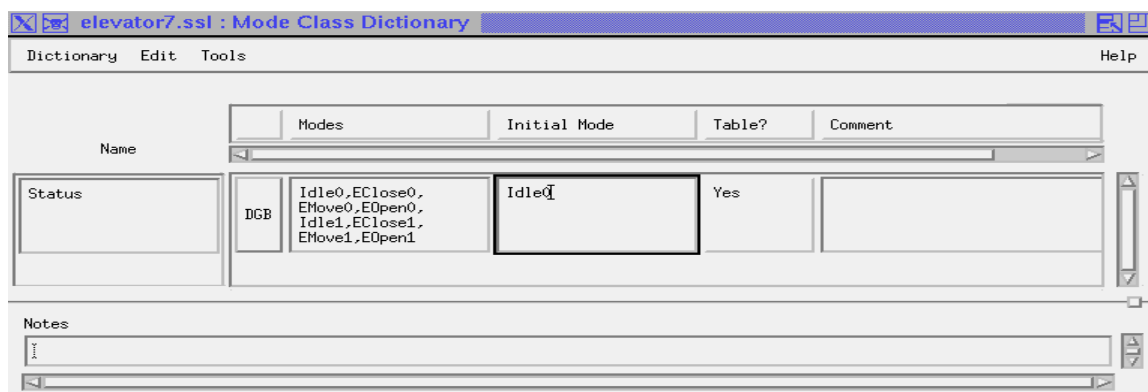 elevator7.ssl : Mode Class Dictionary
Dictionary Edit Tools Help
Modes Initial Mode Table? Comment
Name
Status DGB Idle0,EClose0, Idle0 Yes
EMove0,EOpen0,
Idle1,EClose1,
EMove1,EOpen1
Notes